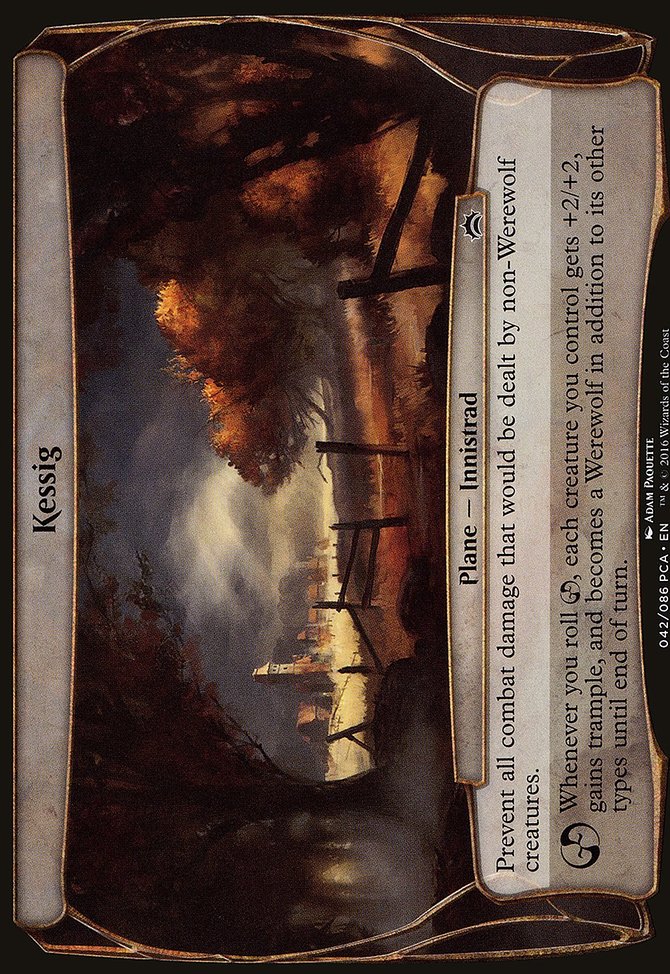 Kessig
Plane — Innistrad
Prevent all combat damage that would be dealt by non-Werewolf
creatures.
Whenever you roll , each creature you control gets +2/+2,
gains trample, and becomes a Werewolf in addition to its other
types until end of turn.
ADAM PAQUETTE
042/086 PCA • EN ™ & © 2016 Wizards of the Coast